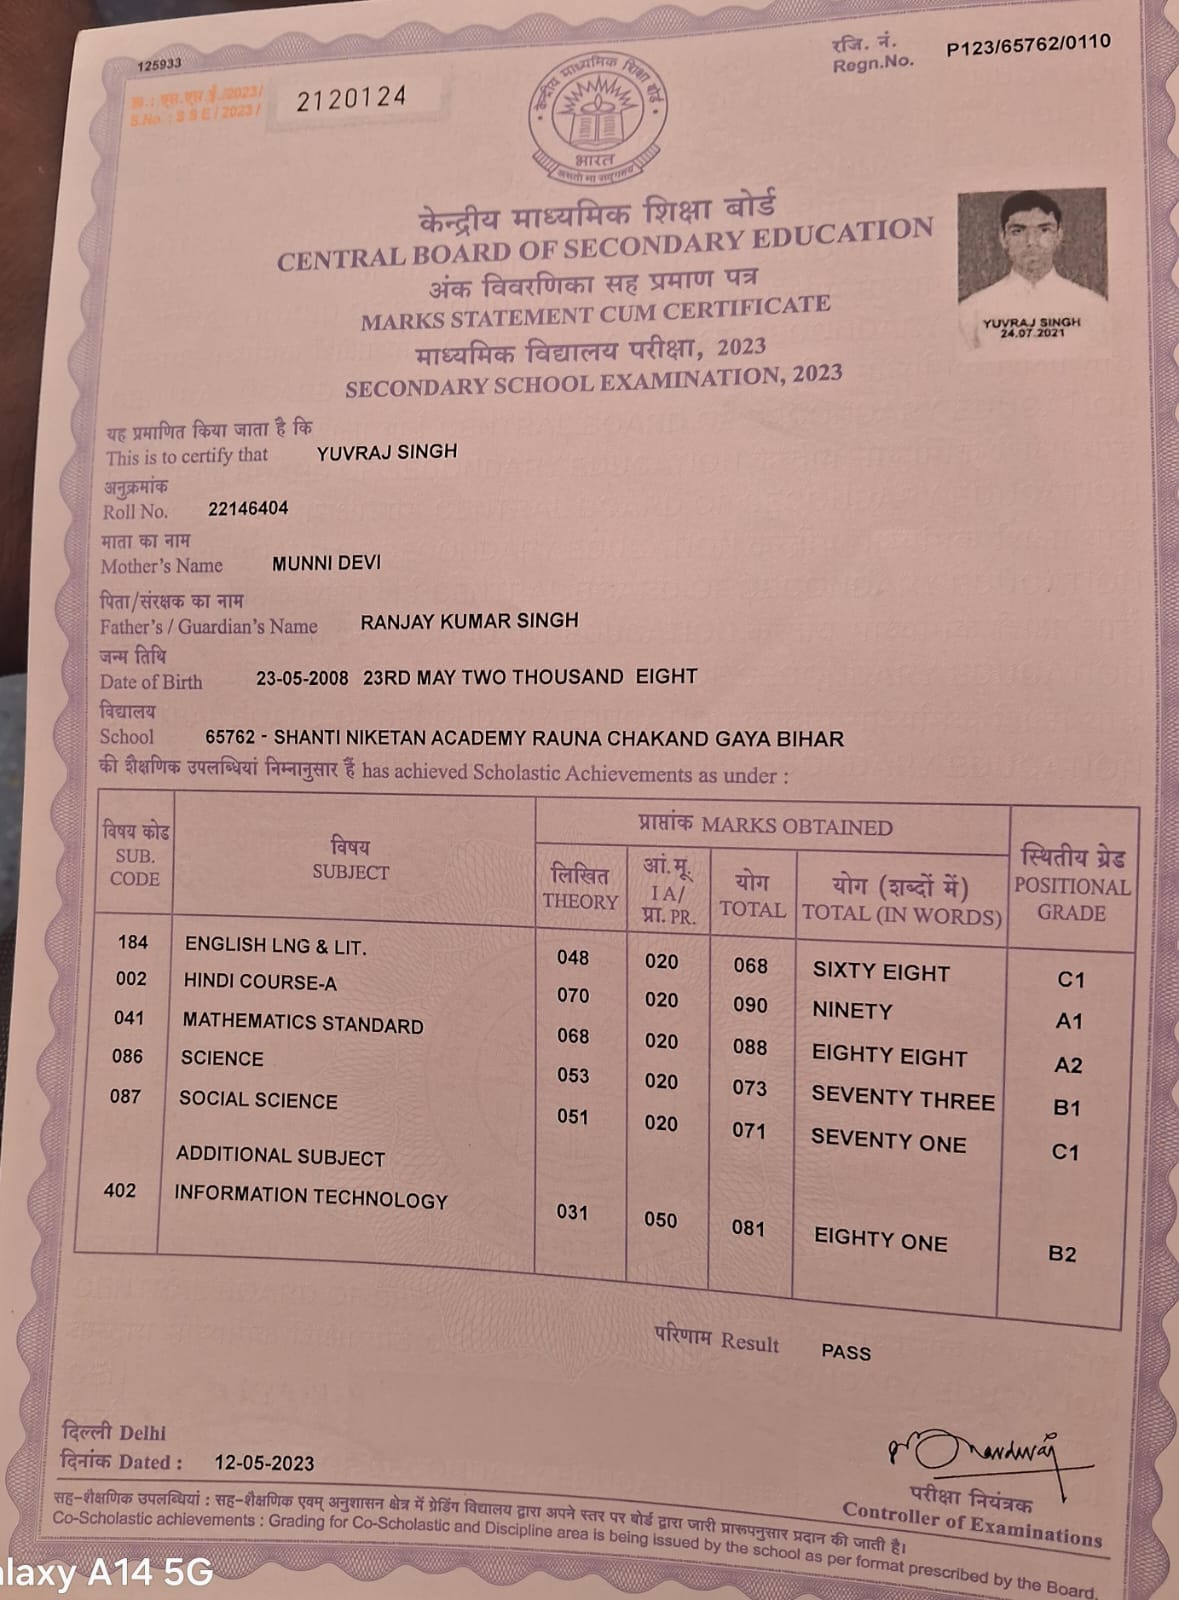 125933
क्र.: एस.एस.ई./2023/
S.No.: S S E / 2023 /
2120124
रजि. नं.
Regn.No.
P123/65762/0110
केन्द्रीय माध्यमिक शिक्षा बोर्ड
भारत
असतो मा सद्गमय
केन्द्रीय माध्यमिक शिक्षा बोर्ड
CENTRAL BOARD OF SECONDARY EDUCATION
अंक विवरणिका सह प्रमाण पत्र
MARKS STATEMENT CUM CERTIFICATE
माध्यमिक विद्यालय परीक्षा, 2023
SECONDARY SCHOOL EXAMINATION, 2023
YUVRAJ SINGH
24.07.2021
यह प्रमाणित किया जाता है कि
This is to certify that YUVRAJ SINGH
अनुक्रमांक
Roll No. 22146404
माता का नाम
Mother's Name MUNNI DEVI
पिता/संरक्षक का नाम
Father's / Guardian's Name RANJAY KUMAR SINGH
जन्म तिथि
Date of Birth 23-05-2008 23RD MAY TWO THOUSAND EIGHT
विद्यालय
School 65762 - SHANTI NIKETAN ACADEMY RAUNA CHAKAND GAYA BIHAR
की शैक्षणिक उपलब्धियां निम्नानुसार हैं has achieved Scholastic Achievements as under :
विषय कोड
SUB.
CODE
विषय
SUBJECT
प्राप्तांक MARKS OBTAINED
लिखित
THEORY
आं.मू.
I A/
प्रा. PR.
योग
TOTAL
योग (शब्दों में)
TOTAL (IN WORDS)
स्थितीय ग्रेड
POSITIONAL
GRADE
184 ENGLISH LNG & LIT. 048 020 068 SIXTY EIGHT C1
002 HINDI COURSE-A 070 020 090 NINETY A1
041 MATHEMATICS STANDARD 068 020 088 EIGHTY EIGHT A2
086 SCIENCE 053 020 073 SEVENTY THREE B1
087 SOCIAL SCIENCE 051 020 071 SEVENTY ONE C1
ADDITIONAL SUBJECT
402 INFORMATION TECHNOLOGY 031 050 081 EIGHTY ONE B2
परिणाम Result PASS
दिल्ली Delhi
दिनांक Dated : 12-05-2023
परीक्षा नियंत्रक
Controller of Examinations
सह-शैक्षणिक उपलब्धियां : सह-शैक्षणिक एवम् अनुशासन क्षेत्र में ग्रेडिंग विद्यालय द्वारा अपने स्तर पर बोर्ड द्वारा जारी प्रारूपनुसार प्रदान की जाती है।
Co-Scholastic achievements : Grading for Co-Scholastic and Discipline area is being issued by the school as per format prescribed by the Board.
alaxy A14 5G